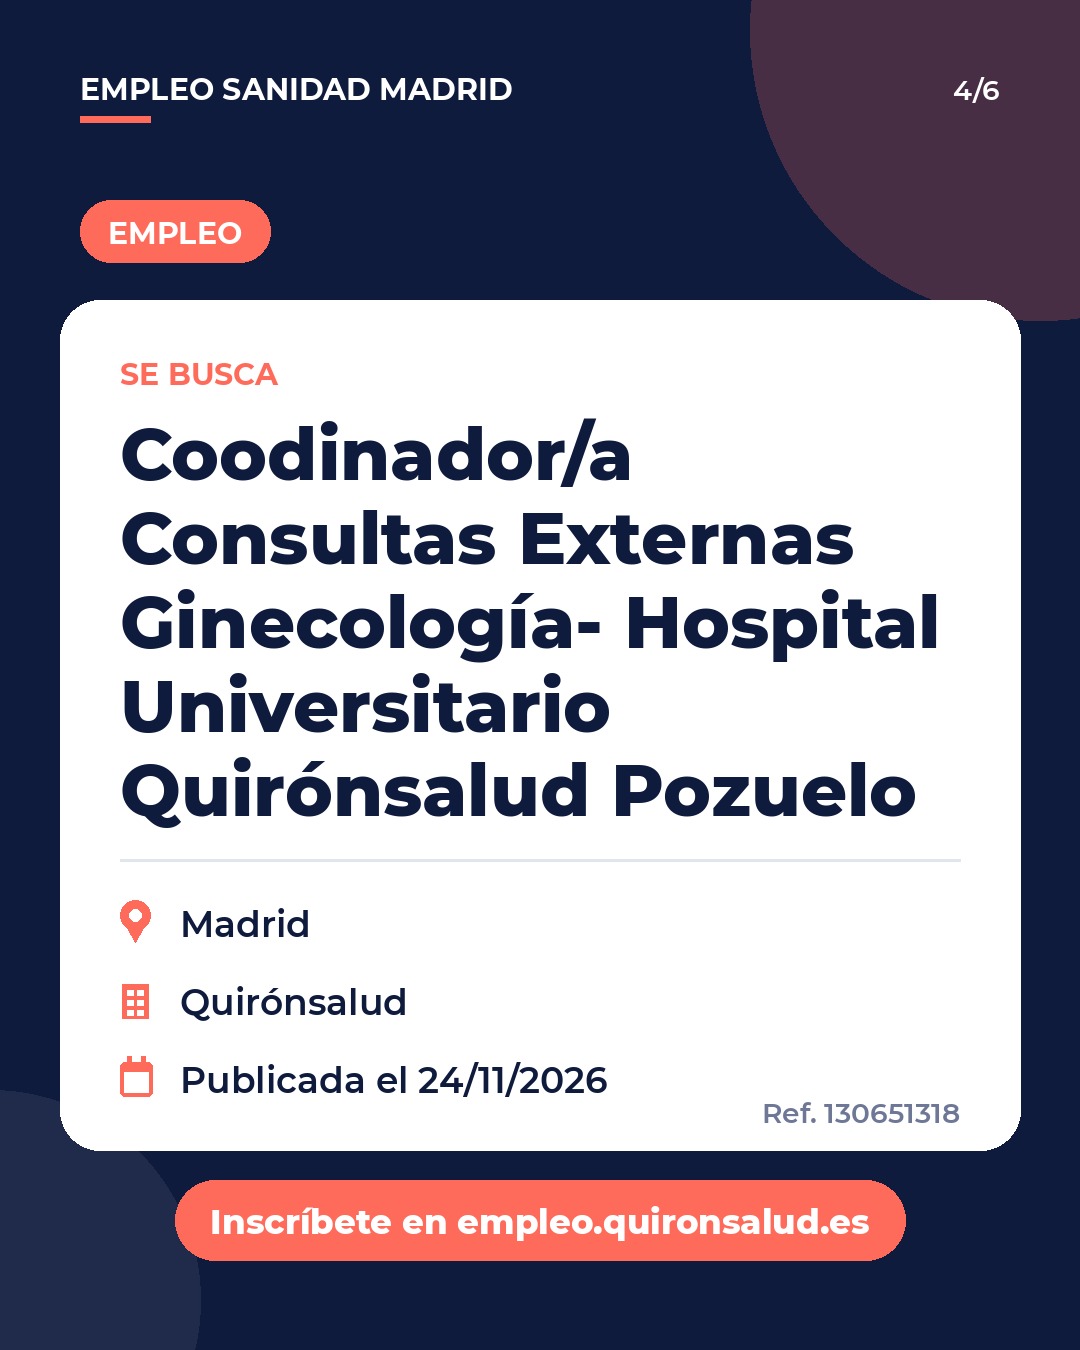 EMPLEO SANIDAD MADRID
4/6
EMPLEO
SE BUSCA
Coodinador/a
Consultas Externas
Ginecología- Hospital
Universitario
Quirónsalud Pozuelo
Madrid
Quirónsalud
Publicada el 24/11/2026
Ref. 130651318
Inscríbete en empleo.quironsalud.es